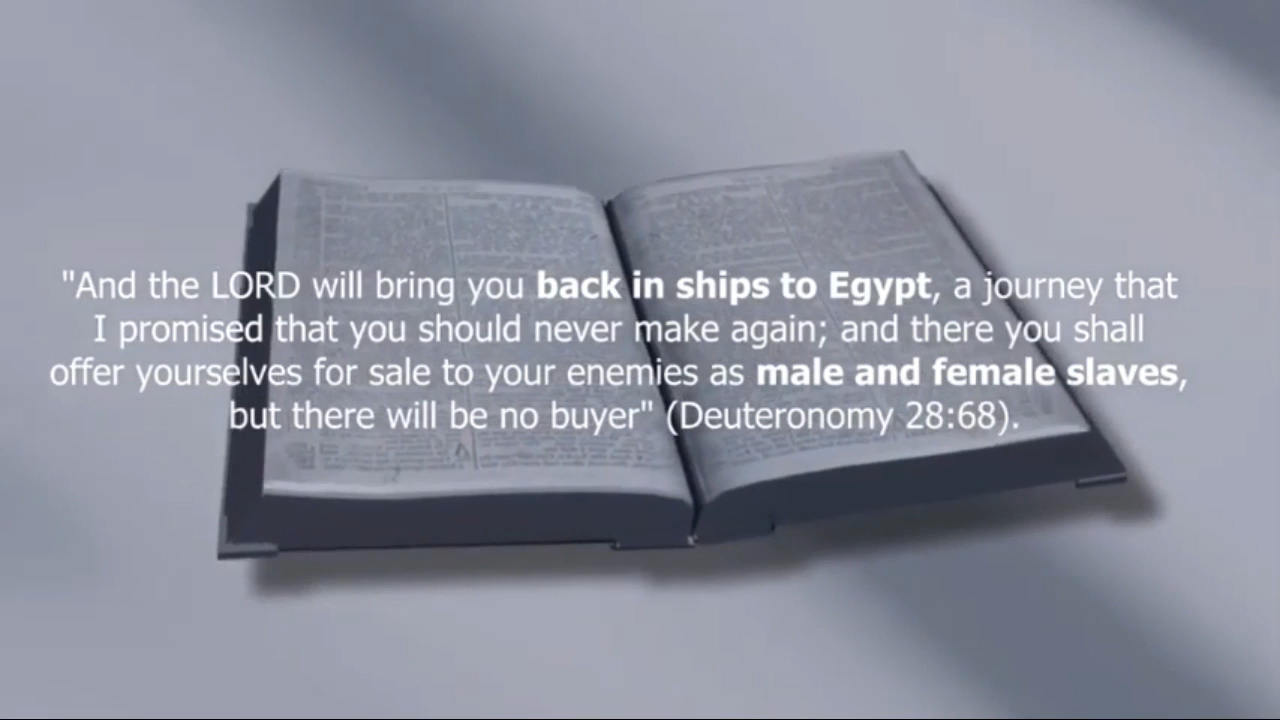 "And the LORD will bring you back in ships to Egypt, a journey that
I promised that you should never make again; and there you shall
offer yourselves for sale to your enemies as male and female slaves,
but there will be no buyer" (Deuteronomy 28:68).